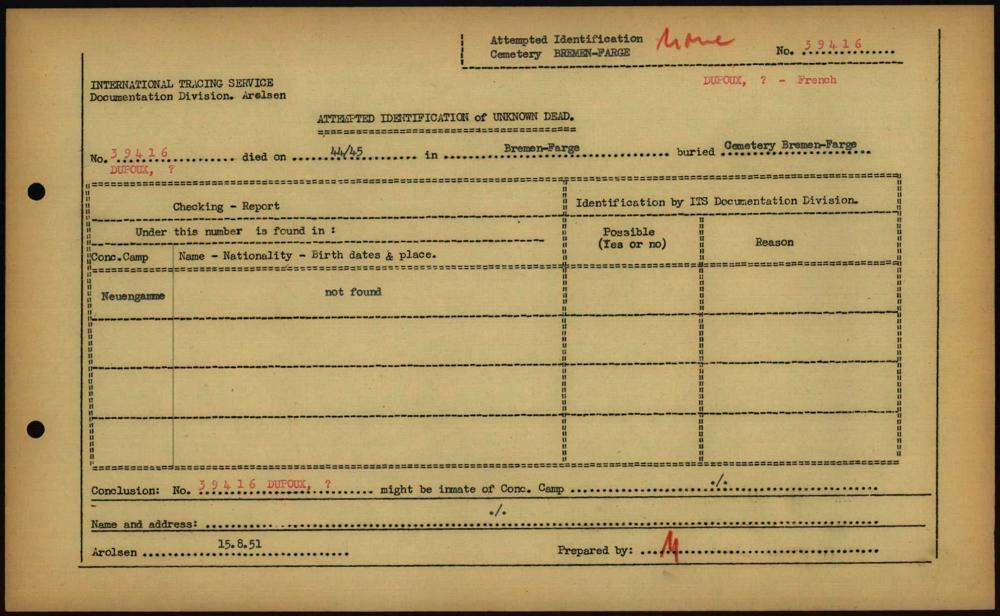 Attempted Identification
Cemetery BREMEN-FARGE
No. 39416
DUPOUX, ? - French
INTERNATIONAL TRACING SERVICE
Documentation Division. Arolsen
ATTEMPTED IDENTIFICATION of UNKNOWN DEAD.
No. 39416 died on 44/45 in Bremen-Farge buried Cemetery Bremen-Farge
DUPOUX, ?
Checking - Report
Identification by ITS Documentation Division.
Under this number is found in :
Possible
(Yes or no)
Reason
Conc.Camp
Name - Nationality - Birth dates & place.
Neuengamme
not found
Conclusion: No. 39416 DUPOUX, ? might be inmate of Conc. Camp ./.
Name and address: ./.
Arolsen 15.8.51
Prepared by: